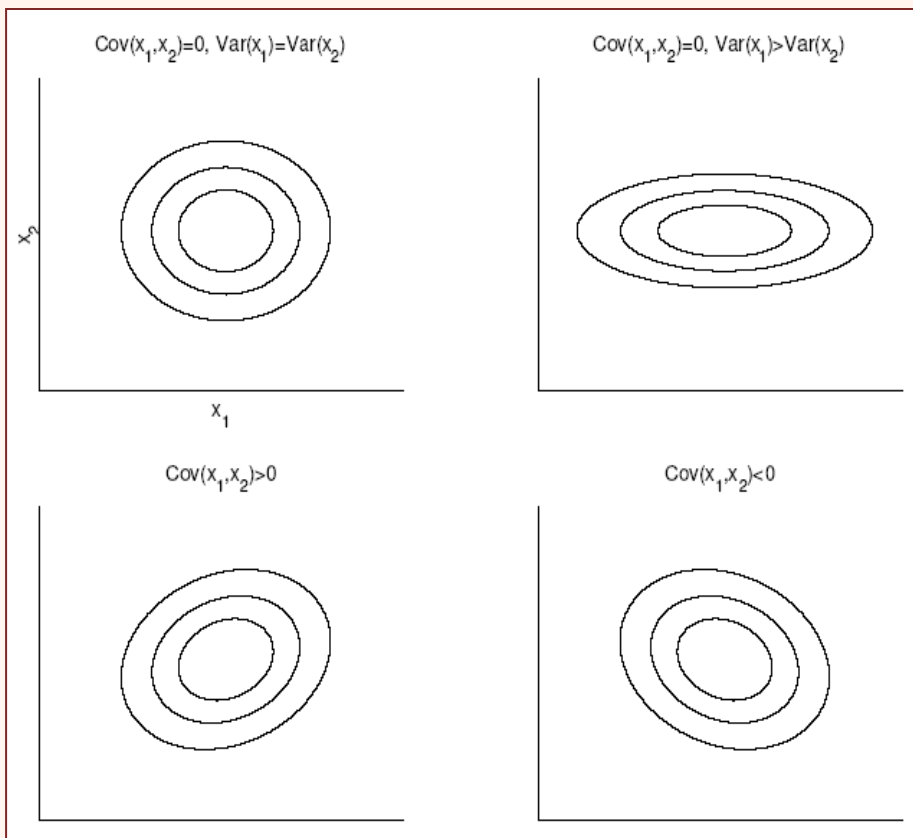 Cov(x₁,x₂)=0, Var(x₁)=Var(x₂)
Cov(x₁,x₂)=0, Var(x₁)>Var(x₂)
x₂
x₁
Cov(x₁,x₂)>0
Cov(x₁,x₂)<0